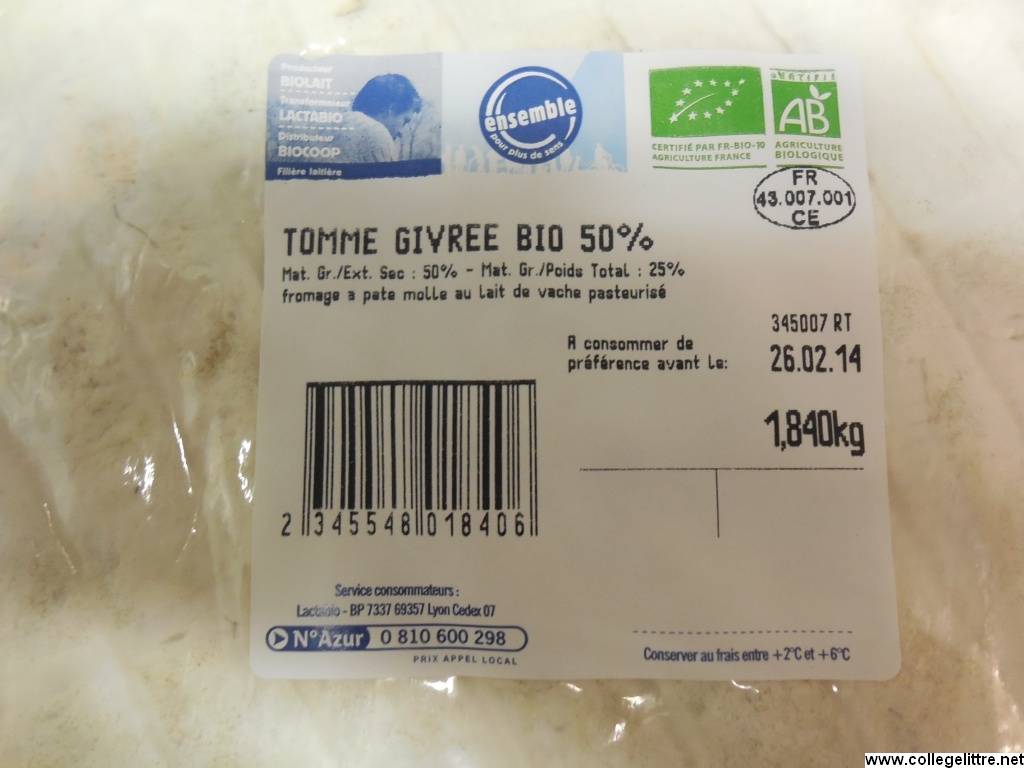 Producteur
BIOLAIT
Transformateur
LACTABIO
Distributeur
BIOCOOP
Filière laitière
ensemble
pour plus de sens
CERTIFIÉ PAR FR-BIO-10
AGRICULTURE FRANCE
CERTIFIÉ
AB
AGRICULTURE
BIOLOGIQUE
FR
43.007.001
CE
TOMME GIVREE BIO 50%
Mat. Gr./Ext. Sec : 50% - Mat. Gr./Poids Total : 25%
fromage a pate molle au lait de vache pasteurisé
345007 RT
A consommer de
préférence avant le:
26.02.14
1,840kg
2 345548 018406
Service consommateurs :
Lactabio - BP 7337 69357 Lyon Cedex 07
N°Azur 0 810 600 298
PRIX APPEL LOCAL
Conserver au frais entre +2°C et +6°C
www.collegelittre.net